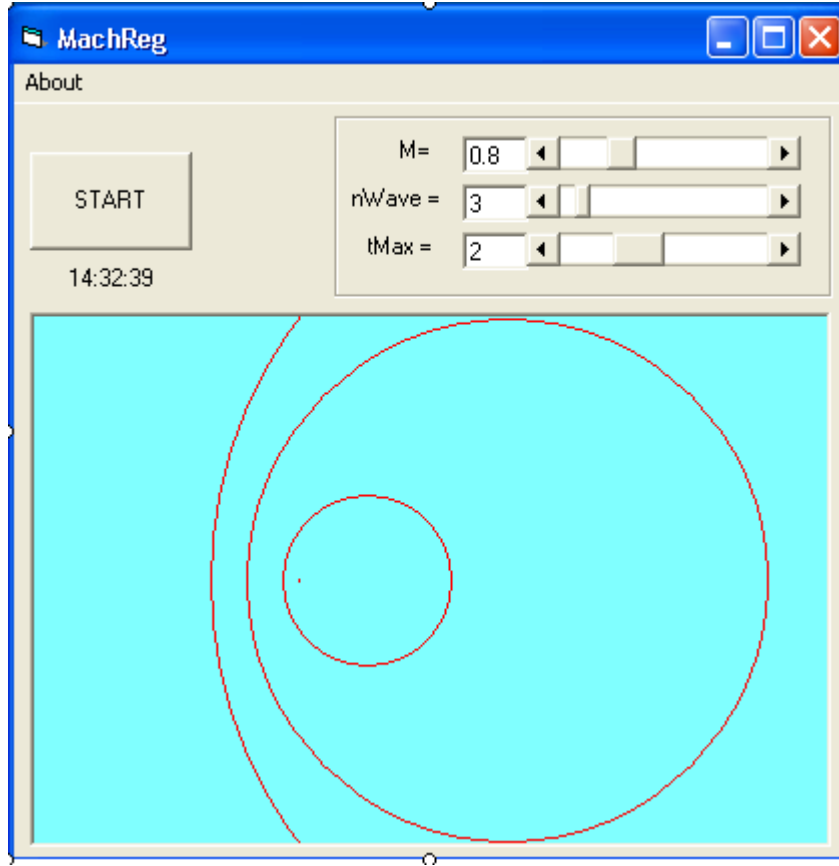 MachReg
About
START
14:32:39
M= 0.8
nWave = 3
tMax = 2